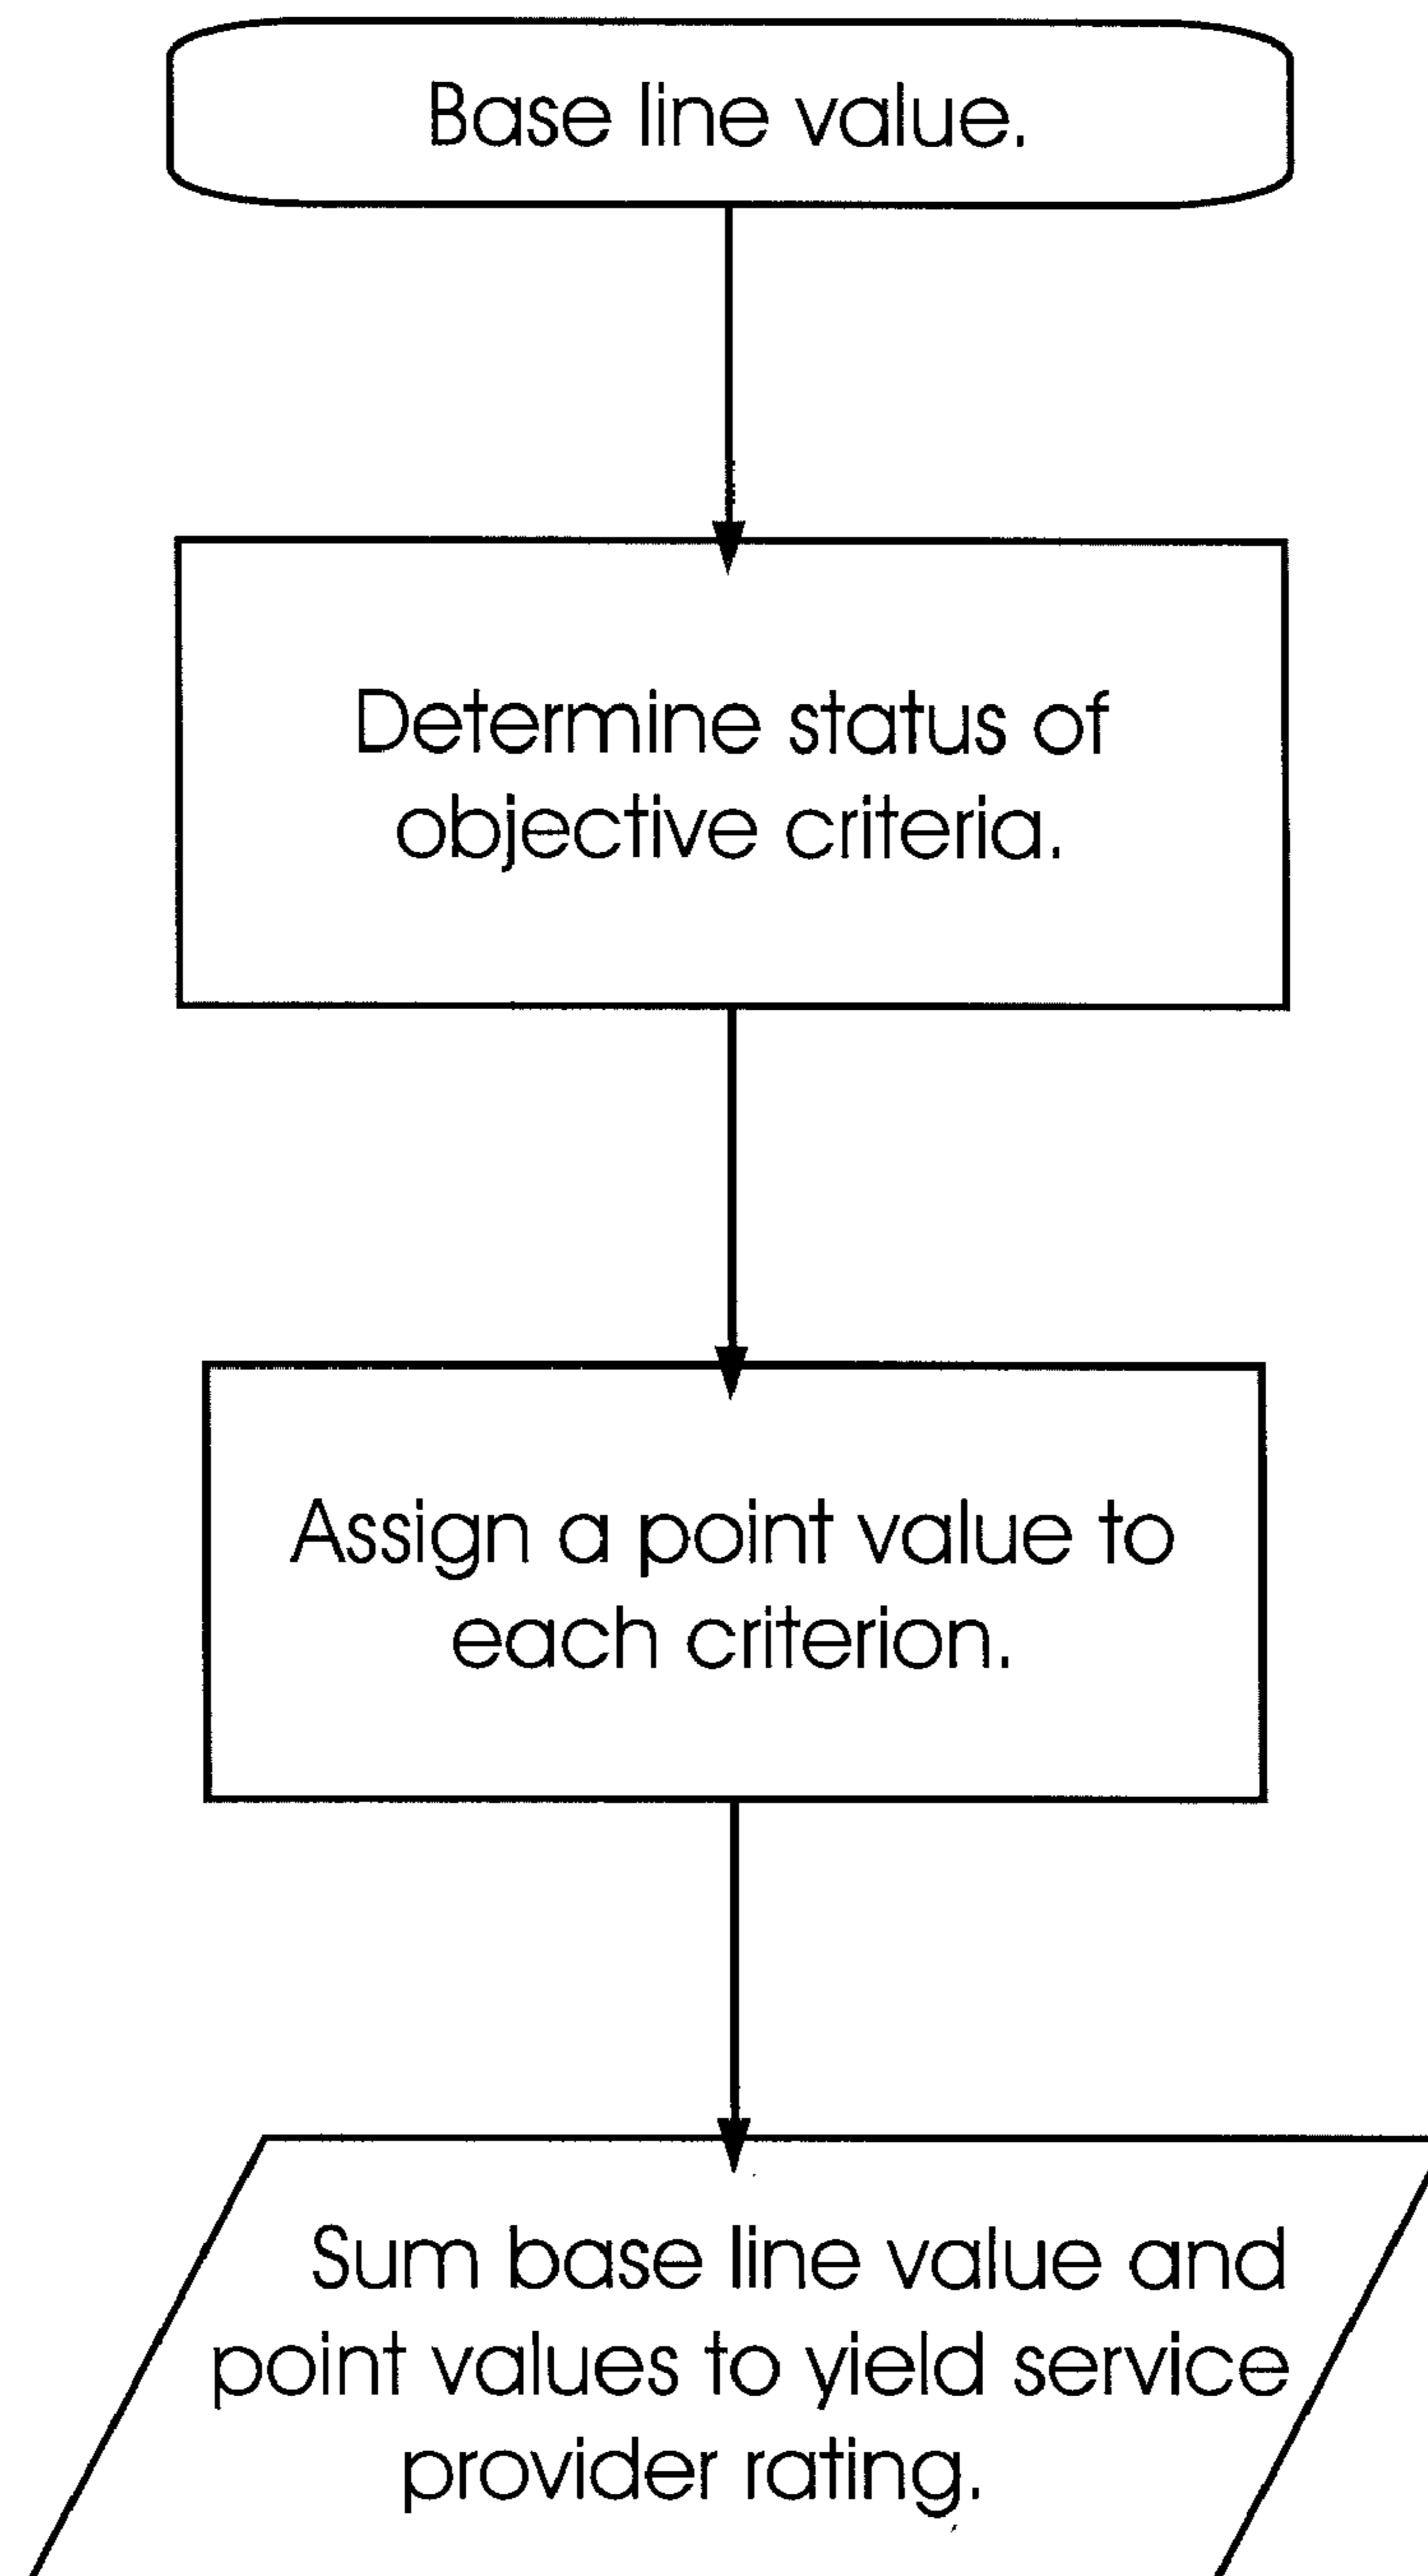 Base line value.
Determine status of
objective criteria.
Assign a point value to
each criterion.
Sum base line value and
point values to yield service
provider rating.